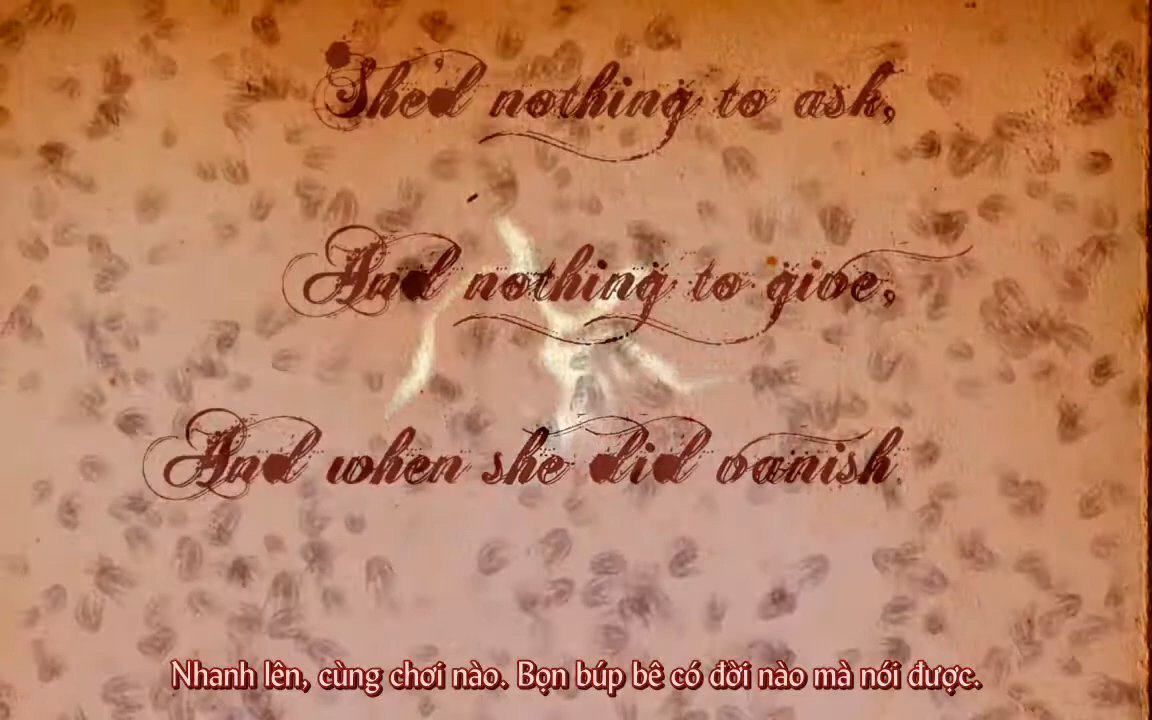 She'd nothing to ask,
And nothing to give,
And when she did vanish
Nhanh lên, cùng chơi nào. Bọn búp bê có đời nào mà nói được.